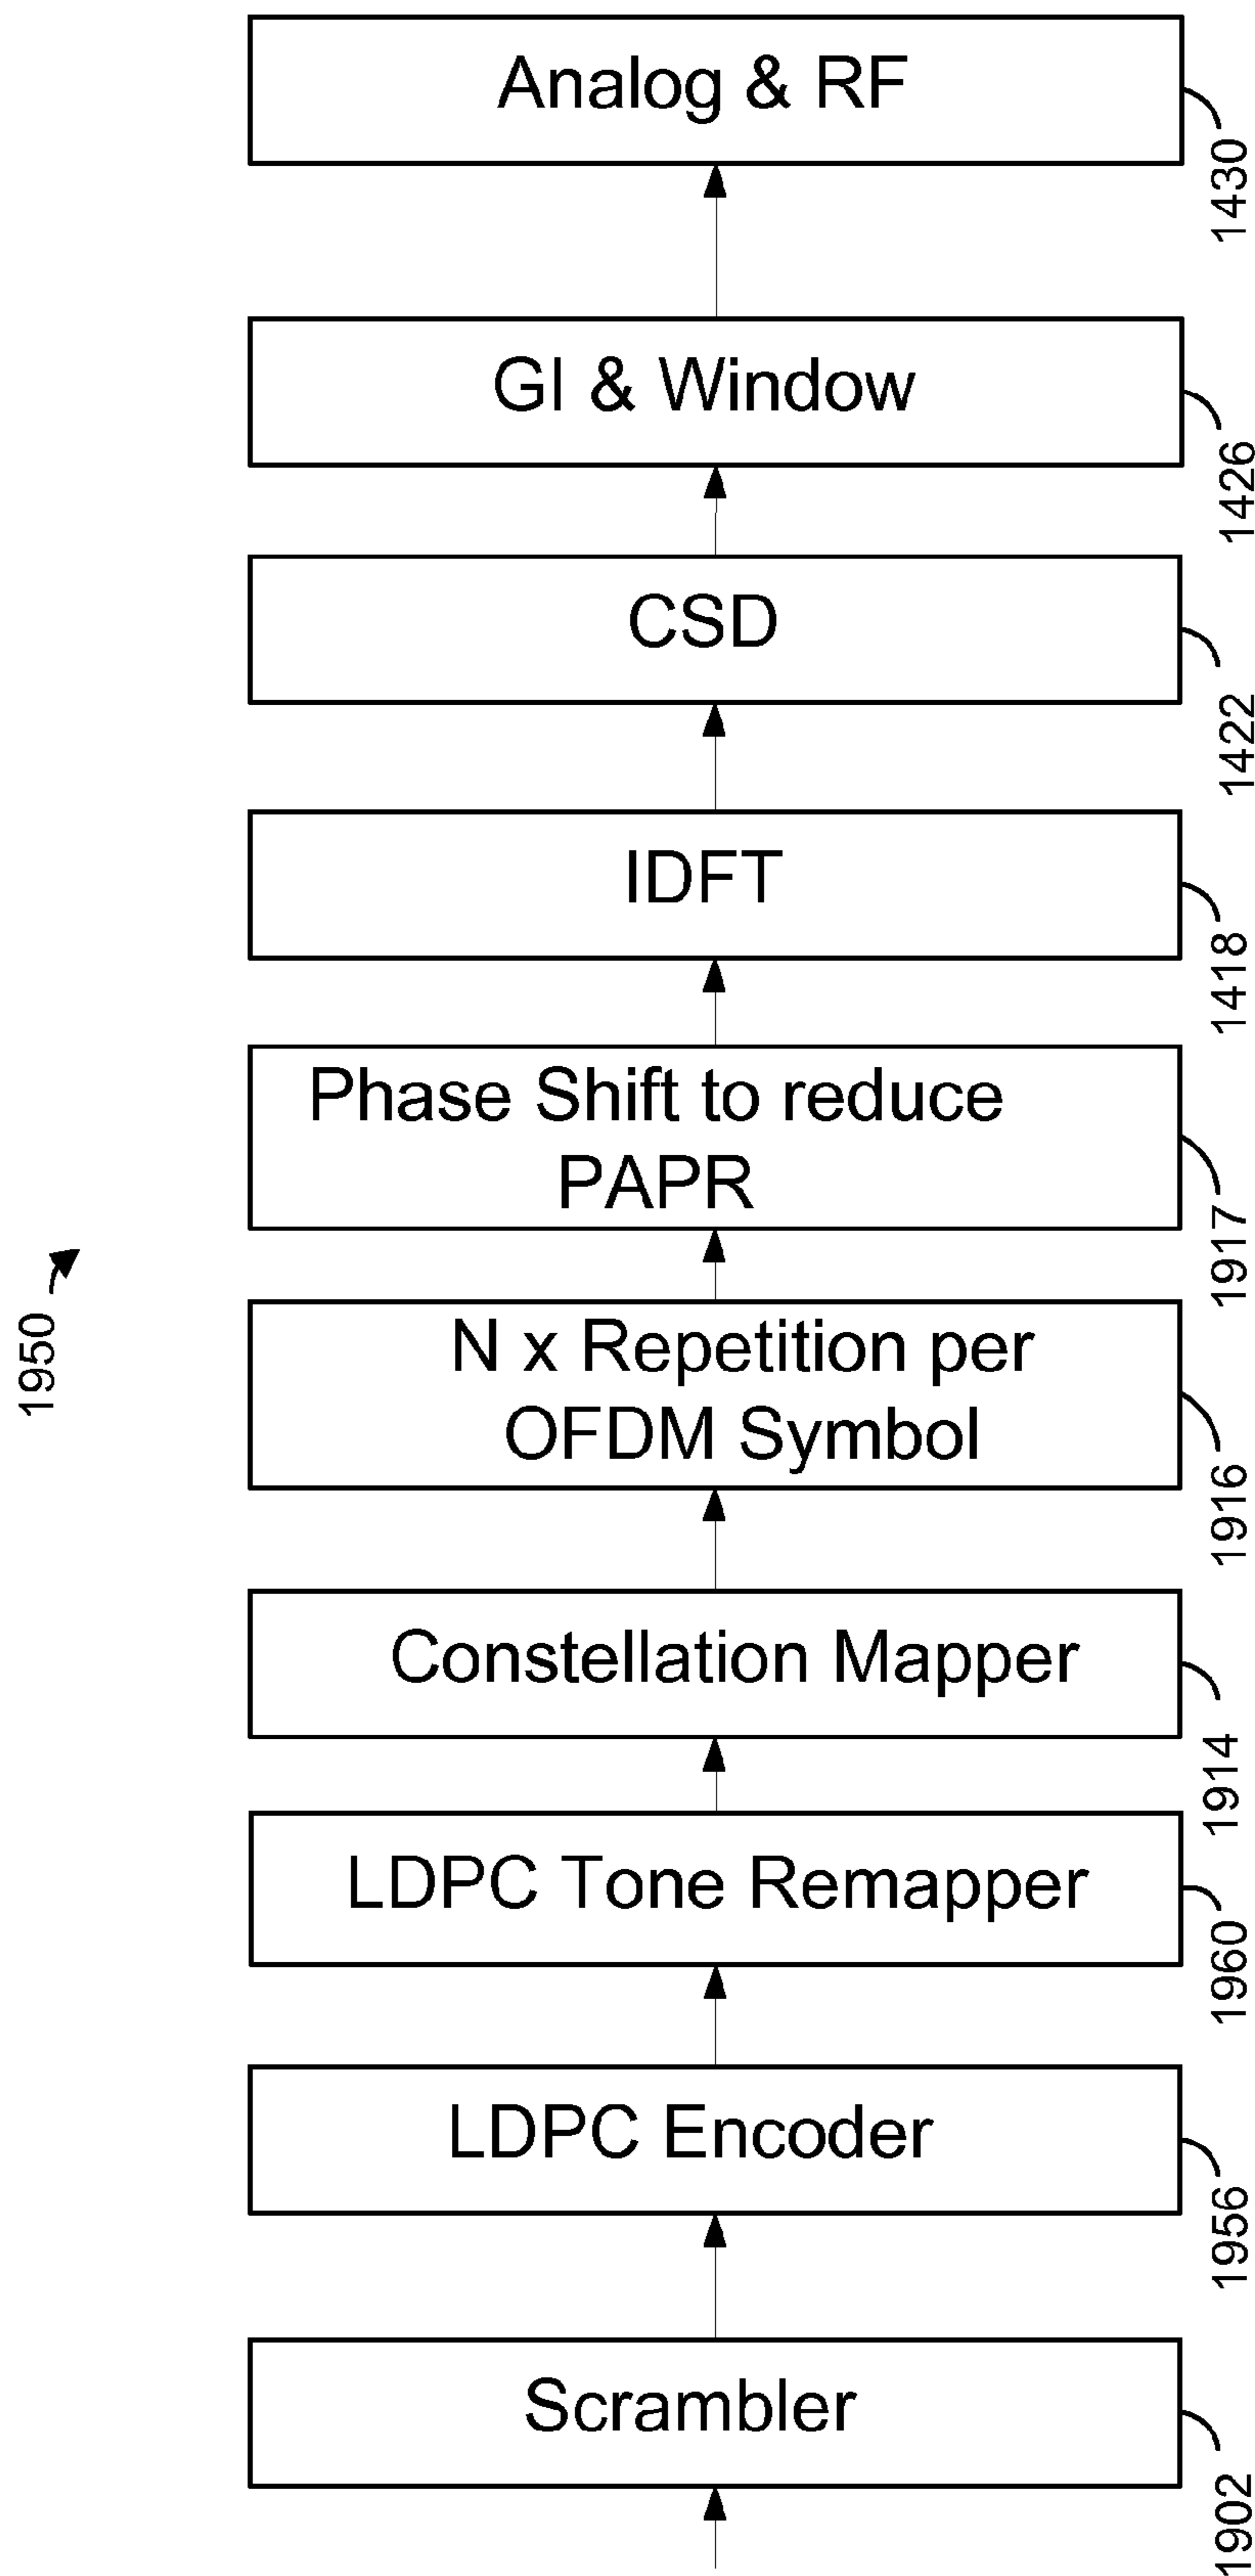 Analog & RF
1430
GI & Window
1426
CSD
1422
IDFT
1418
Phase Shift to reduce
PAPR
1917
1950
N x Repetition per
OFDM Symbol
1916
Constellation Mapper
1914
LDPC Tone Remapper
1960
LDPC Encoder
1956
Scrambler
1902